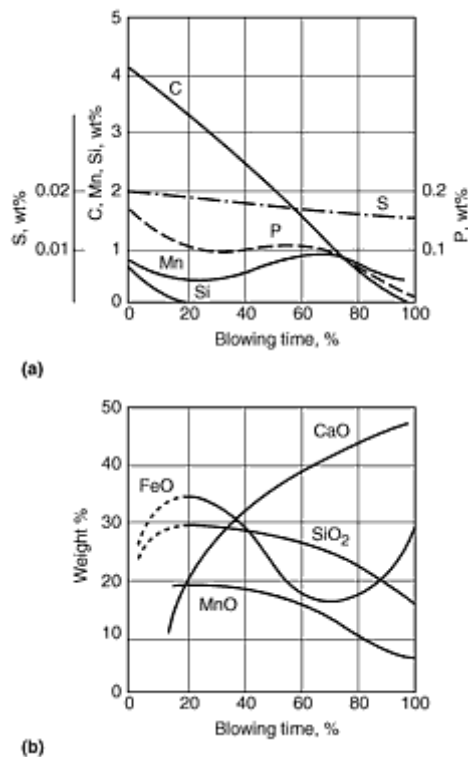 5
4
3
2
1
0
0.02
0.01
S, wt%
C, Mn, Si, wt%
0.2
0.1
P, wt%
C
S
P
Mn
Si
0 20 40 60 80 100
Blowing time, %
(a)
50
40
30
20
10
0
Weight %
CaO
FeO
SiO₂
MnO
0 20 40 60 80 100
Blowing time, %
(b)